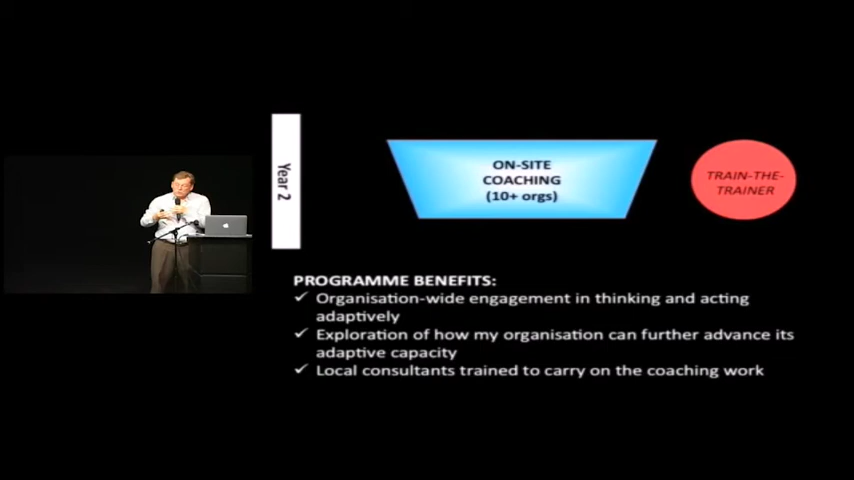 Year 2
ON-SITE
COACHING
(10+ orgs)
TRAIN-THE-
TRAINER
PROGRAMME BENEFITS:
✓ Organisation-wide engagement in thinking and acting
adaptively
✓ Exploration of how my organisation can further advance its
adaptive capacity
✓ Local consultants trained to carry on the coaching work